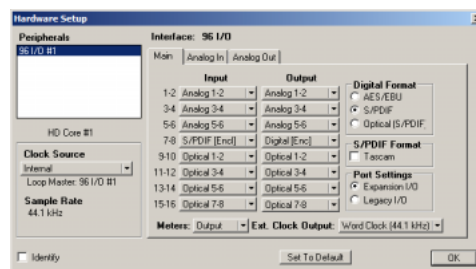 Hardware Setup
Peripherals
96 I/O #1
HD Core #1
Clock Source
Internal
Loop Master: 96 I/O #1
Sample Rate
44.1 kHz
Identify
Interface: 96 I/O
Main Analog In Analog Out
Input Output
1-2 Analog 1-2 Analog 1-2
3-4 Analog 3-4 Analog 3-4
5-6 Analog 5-6 Analog 5-6
7-8 S/PDIF [Encl] Digital [Enc]
9-10 Optical 1-2 Optical 1-2
11-12 Optical 3-4 Optical 3-4
13-14 Optical 5-6 Optical 5-6
15-16 Optical 7-8 Optical 7-8
Meters: Output Ext. Clock Output: Word Clock (44.1 kHz)
Digital Format
AES/EBU
S/PDIF
Optical (S/PDIF
S/PDIF Format
Tascam
Port Settings
Expansion I/O
Legacy I/O
Set To Default OK